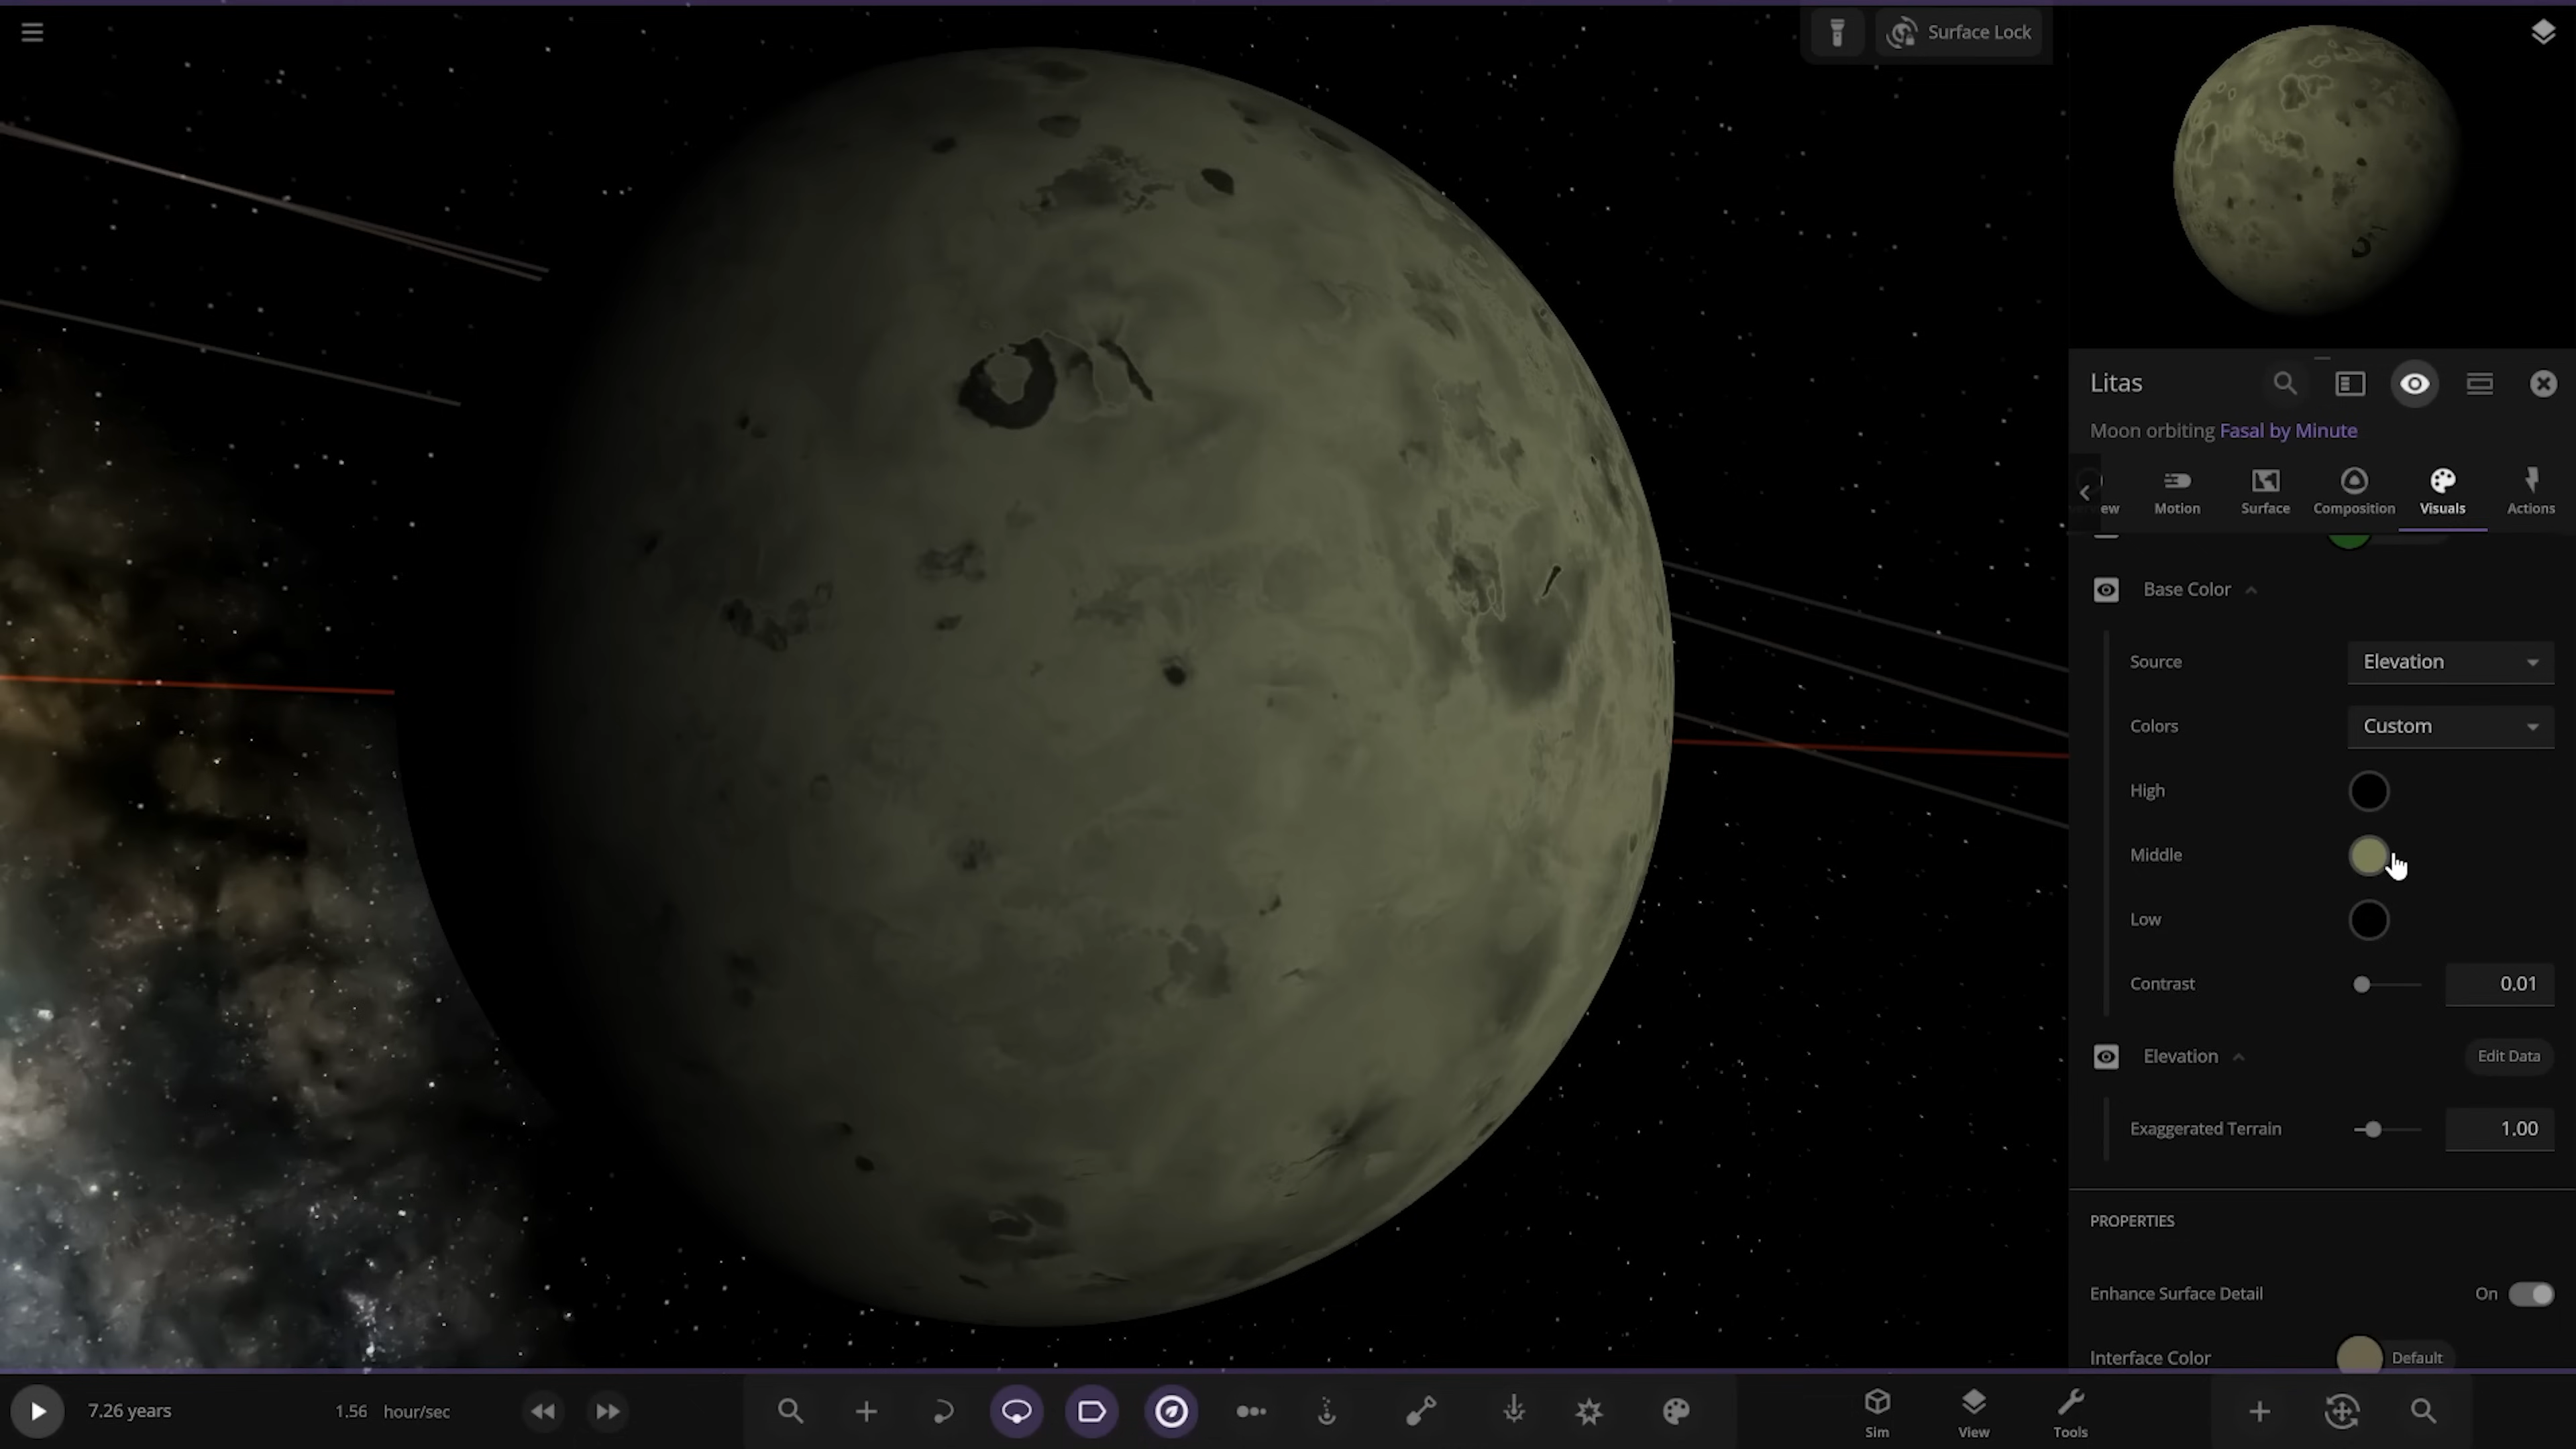 Surface Lock
Litas
Moon orbiting Fasal by Minute
ew
Motion
Surface
Composition
Visuals
Actions
Base Color
Source
Elevation
Colors
Custom
High
Middle
Low
Contrast
0.01
Elevation
Edit Data
Exaggerated Terrain
1.00
PROPERTIES
Enhance Surface Detail
On
Interface Color
Default
7.26 years
1.56 hour/sec
Sim
View
Tools